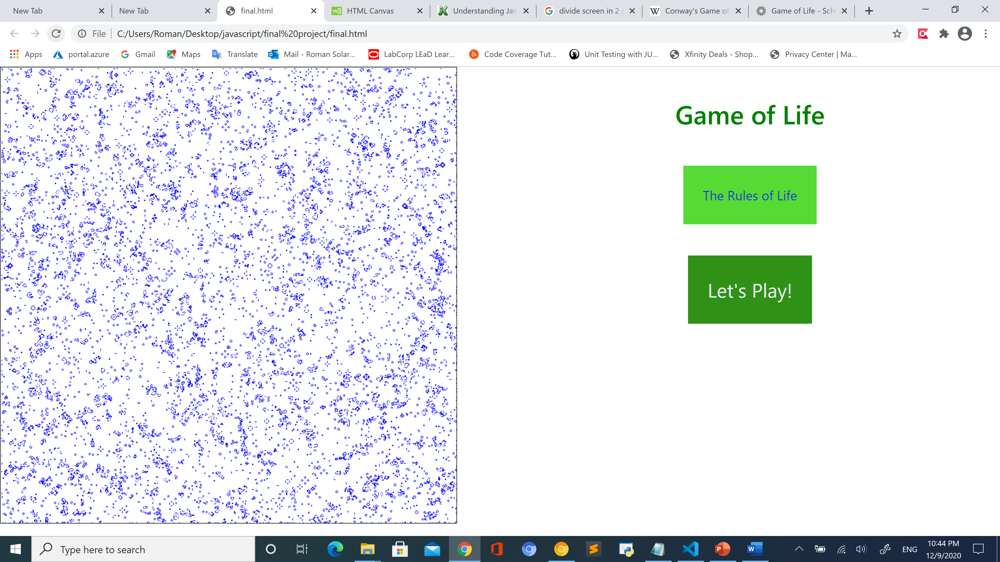 New Tab
New Tab
final.html
HTML Canvas
Understanding Jav
divide screen in 2 p
Conway's Game of
Game of Life - Sch
File
C:/Users/Roman/Desktop/javascript/final%20project/final.html
Apps
portal.azure
Gmail
Maps
Translate
Mail - Roman Solar...
LabCorp LEaD Lear...
Code Coverage Tut...
Unit Testing with JU...
Xfinity Deals - Shop...
Privacy Center | Ma...
Game of Life
The Rules of Life
Let's Play!
Type here to search
ENG
10:44 PM
12/9/2020